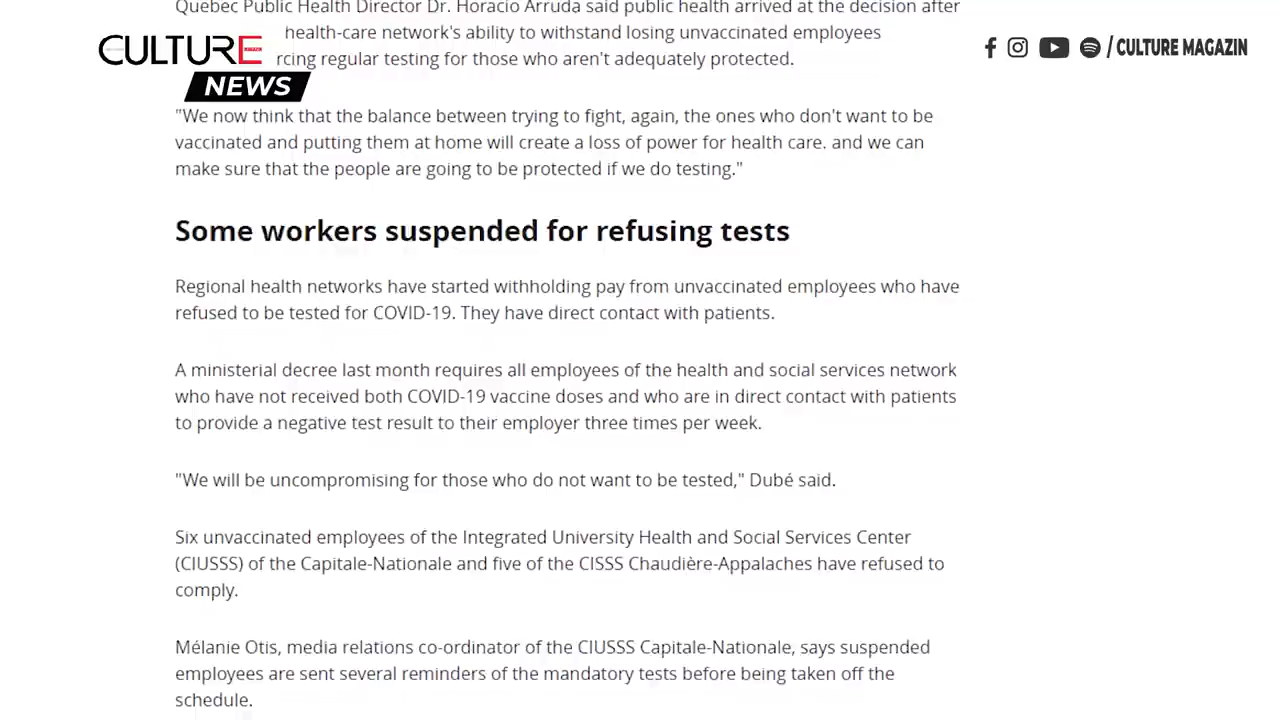 Quebec Public Health Director Dr. Horacio Arruda said public health arrived at the decision after
health-care network's ability to withstand losing unvaccinated employees
CULTURE
/ CULTURE MAGAZIN
rcing regular testing for those who aren't adequately protected.
NEWS
"We now think that the balance between trying to fight, again, the ones who don't want to be
vaccinated and putting them at home will create a loss of power for health care. and we can
make sure that the people are going to be protected if we do testing."
Some workers suspended for refusing tests
Regional health networks have started withholding pay from unvaccinated employees who have
refused to be tested for COVID-19. They have direct contact with patients.
A ministerial decree last month requires all employees of the health and social services network
who have not received both COVID-19 vaccine doses and who are in direct contact with patients
to provide a negative test result to their employer three times per week.
"We will be uncompromising for those who do not want to be tested," Dubé said.
Six unvaccinated employees of the Integrated University Health and Social Services Center
(CIUSSS) of the Capitale-Nationale and five of the CISSS Chaudière-Appalaches have refused to
comply.
Mélanie Otis, media relations co-ordinator of the CIUSSS Capitale-Nationale, says suspended
employees are sent several reminders of the mandatory tests before being taken off the
schedule.